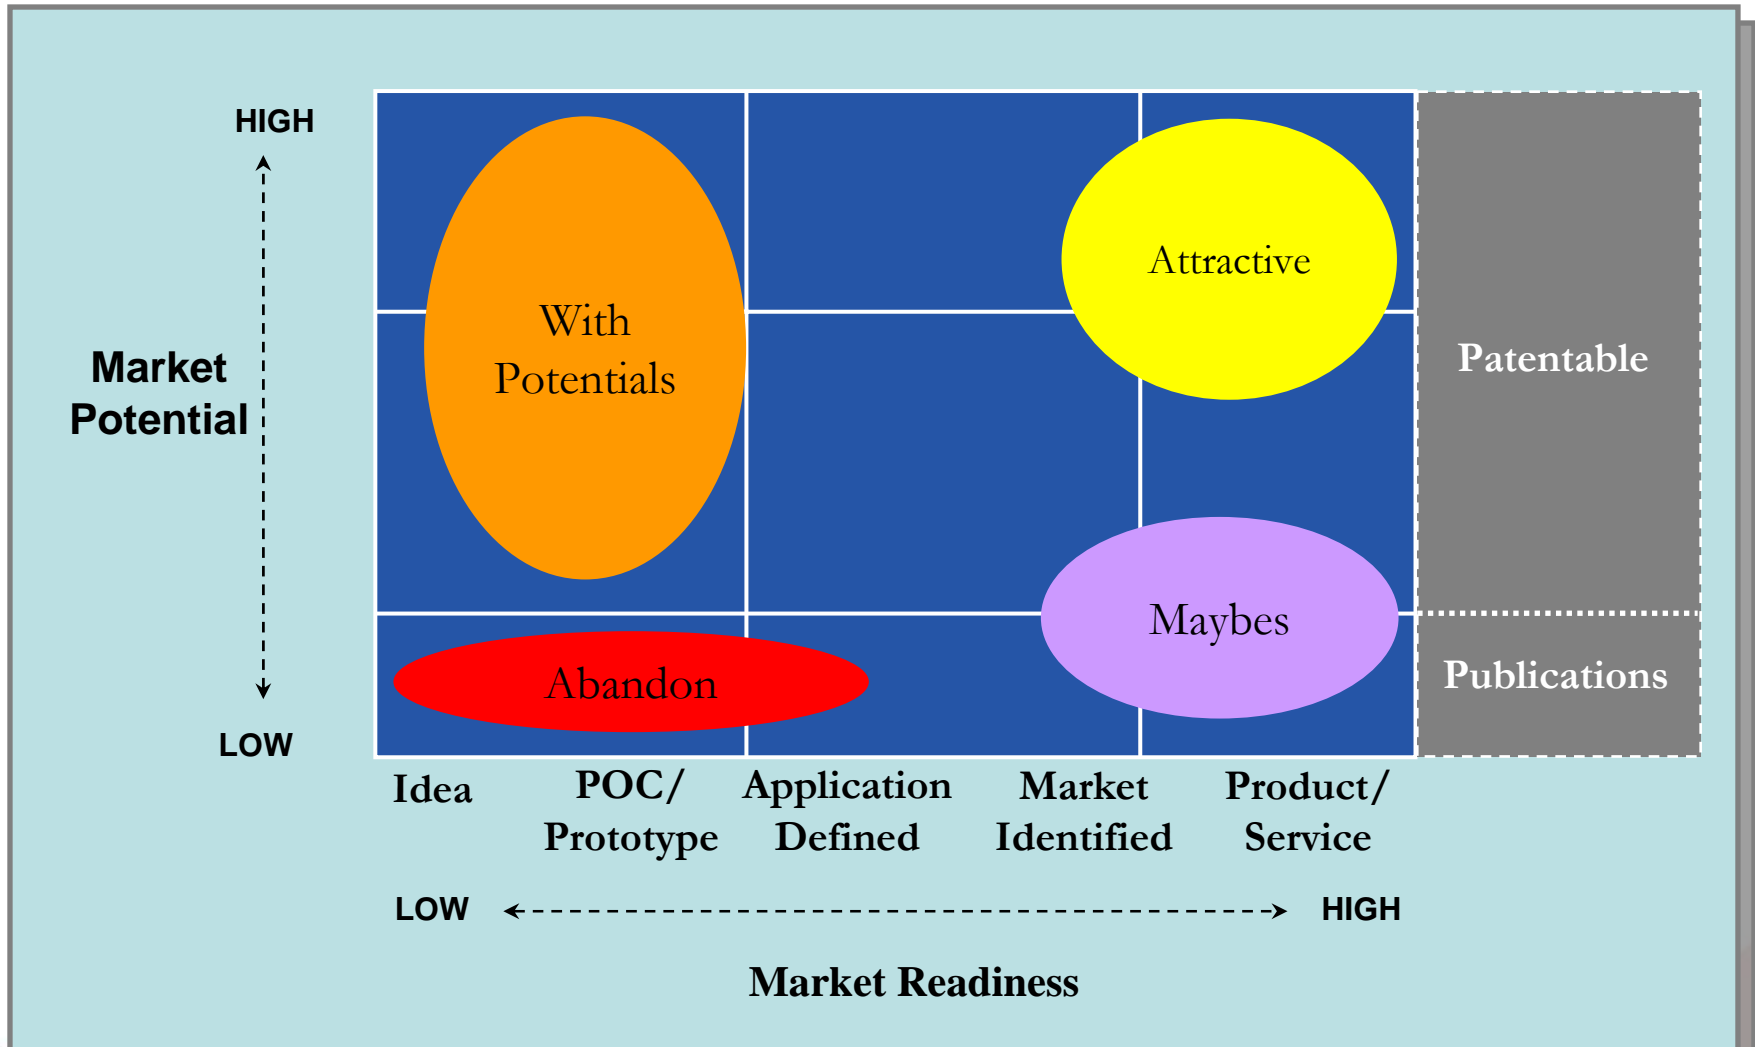 HIGH
Attractive
With
Potentials
Market
Potential
Patentable
Maybes
Abandon
Publications
LOW
Idea
POC/
Prototype
Application
Defined
Market
Identified
Product/
Service
LOW
HIGH
Market Readiness